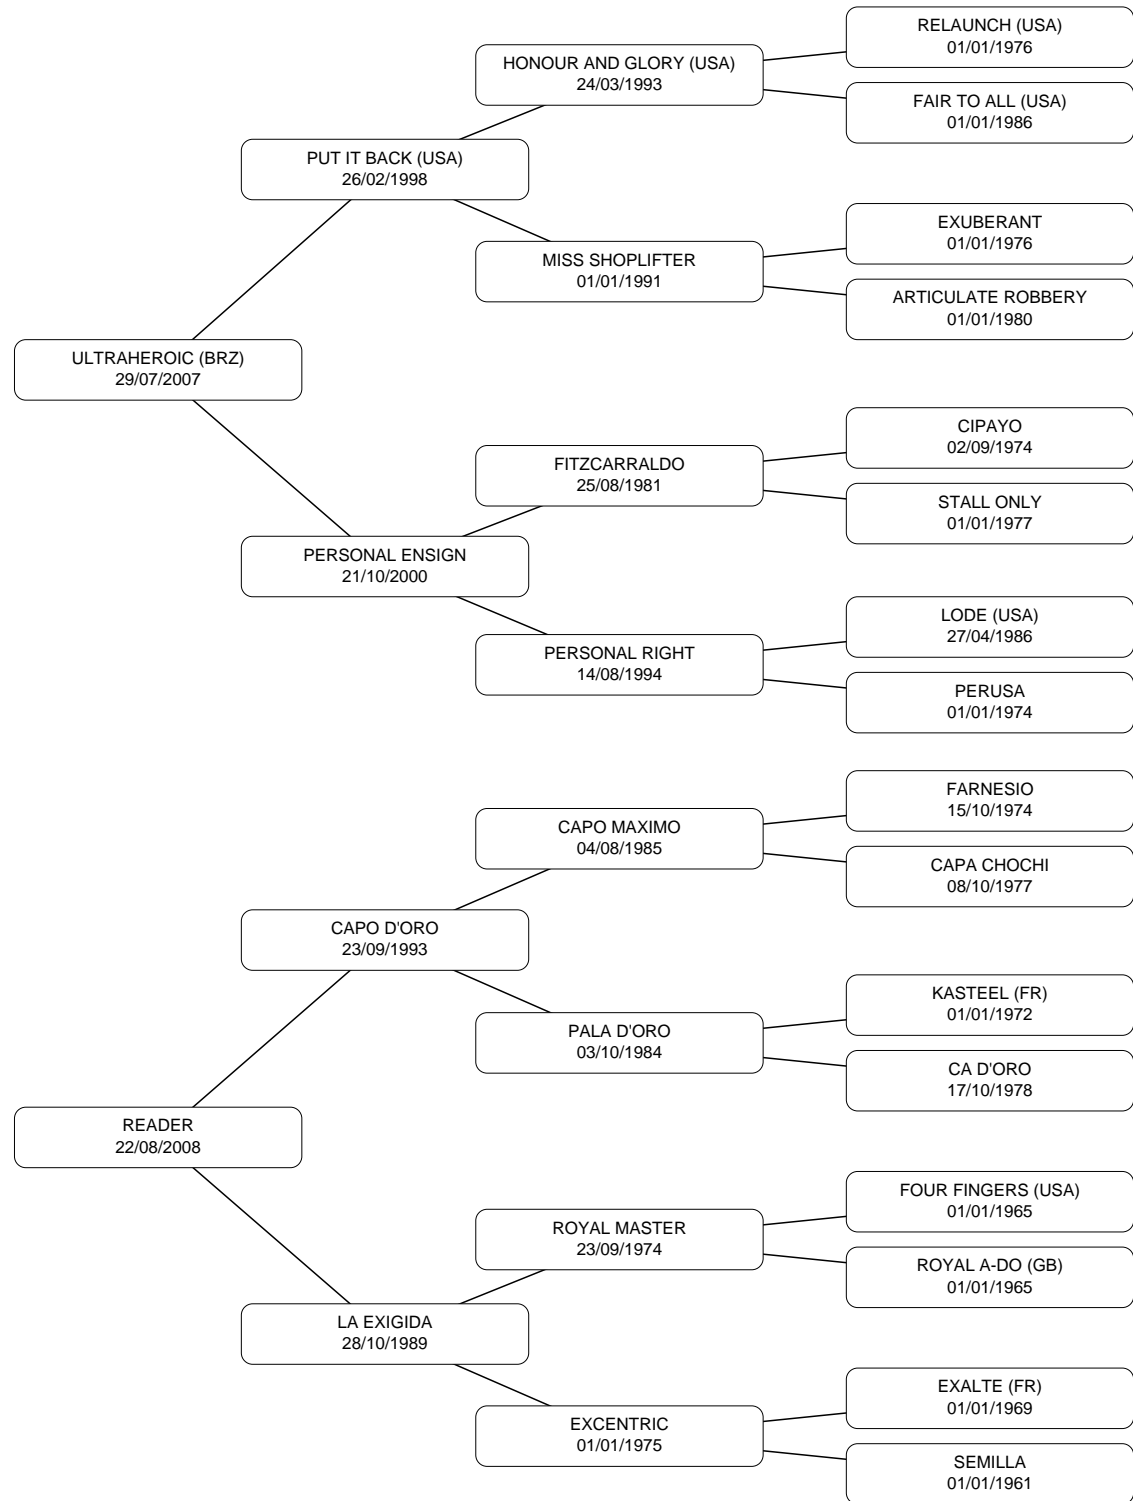 RELAUNCH (USA)
01/01/1976
HONOUR AND GLORY (USA)
24/03/1993
FAIR TO ALL (USA)
01/01/1986
PUT IT BACK (USA)
26/02/1998
EXUBERANT
01/01/1976
MISS SHOPLIFTER
01/01/1991
ARTICULATE ROBBERY
01/01/1980
ULTRAHEROIC (BRZ)
29/07/2007
CIPAYO
02/09/1974
FITZCARRALDO
25/08/1981
STALL ONLY
01/01/1977
PERSONAL ENSIGN
21/10/2000
LODE (USA)
27/04/1986
PERSONAL RIGHT
14/08/1994
PERUSA
01/01/1974
FARNESIO
15/10/1974
CAPO MAXIMO
04/08/1985
CAPA CHOCHI
08/10/1977
CAPO D'ORO
23/09/1993
KASTEEL (FR)
01/01/1972
PALA D'ORO
03/10/1984
CA D'ORO
17/10/1978
READER
22/08/2008
FOUR FINGERS (USA)
01/01/1965
ROYAL MASTER
23/09/1974
ROYAL A-DO (GB)
01/01/1965
LA EXIGIDA
28/10/1989
EXALTE (FR)
01/01/1969
EXCENTRIC
01/01/1975
SEMILLA
01/01/1961